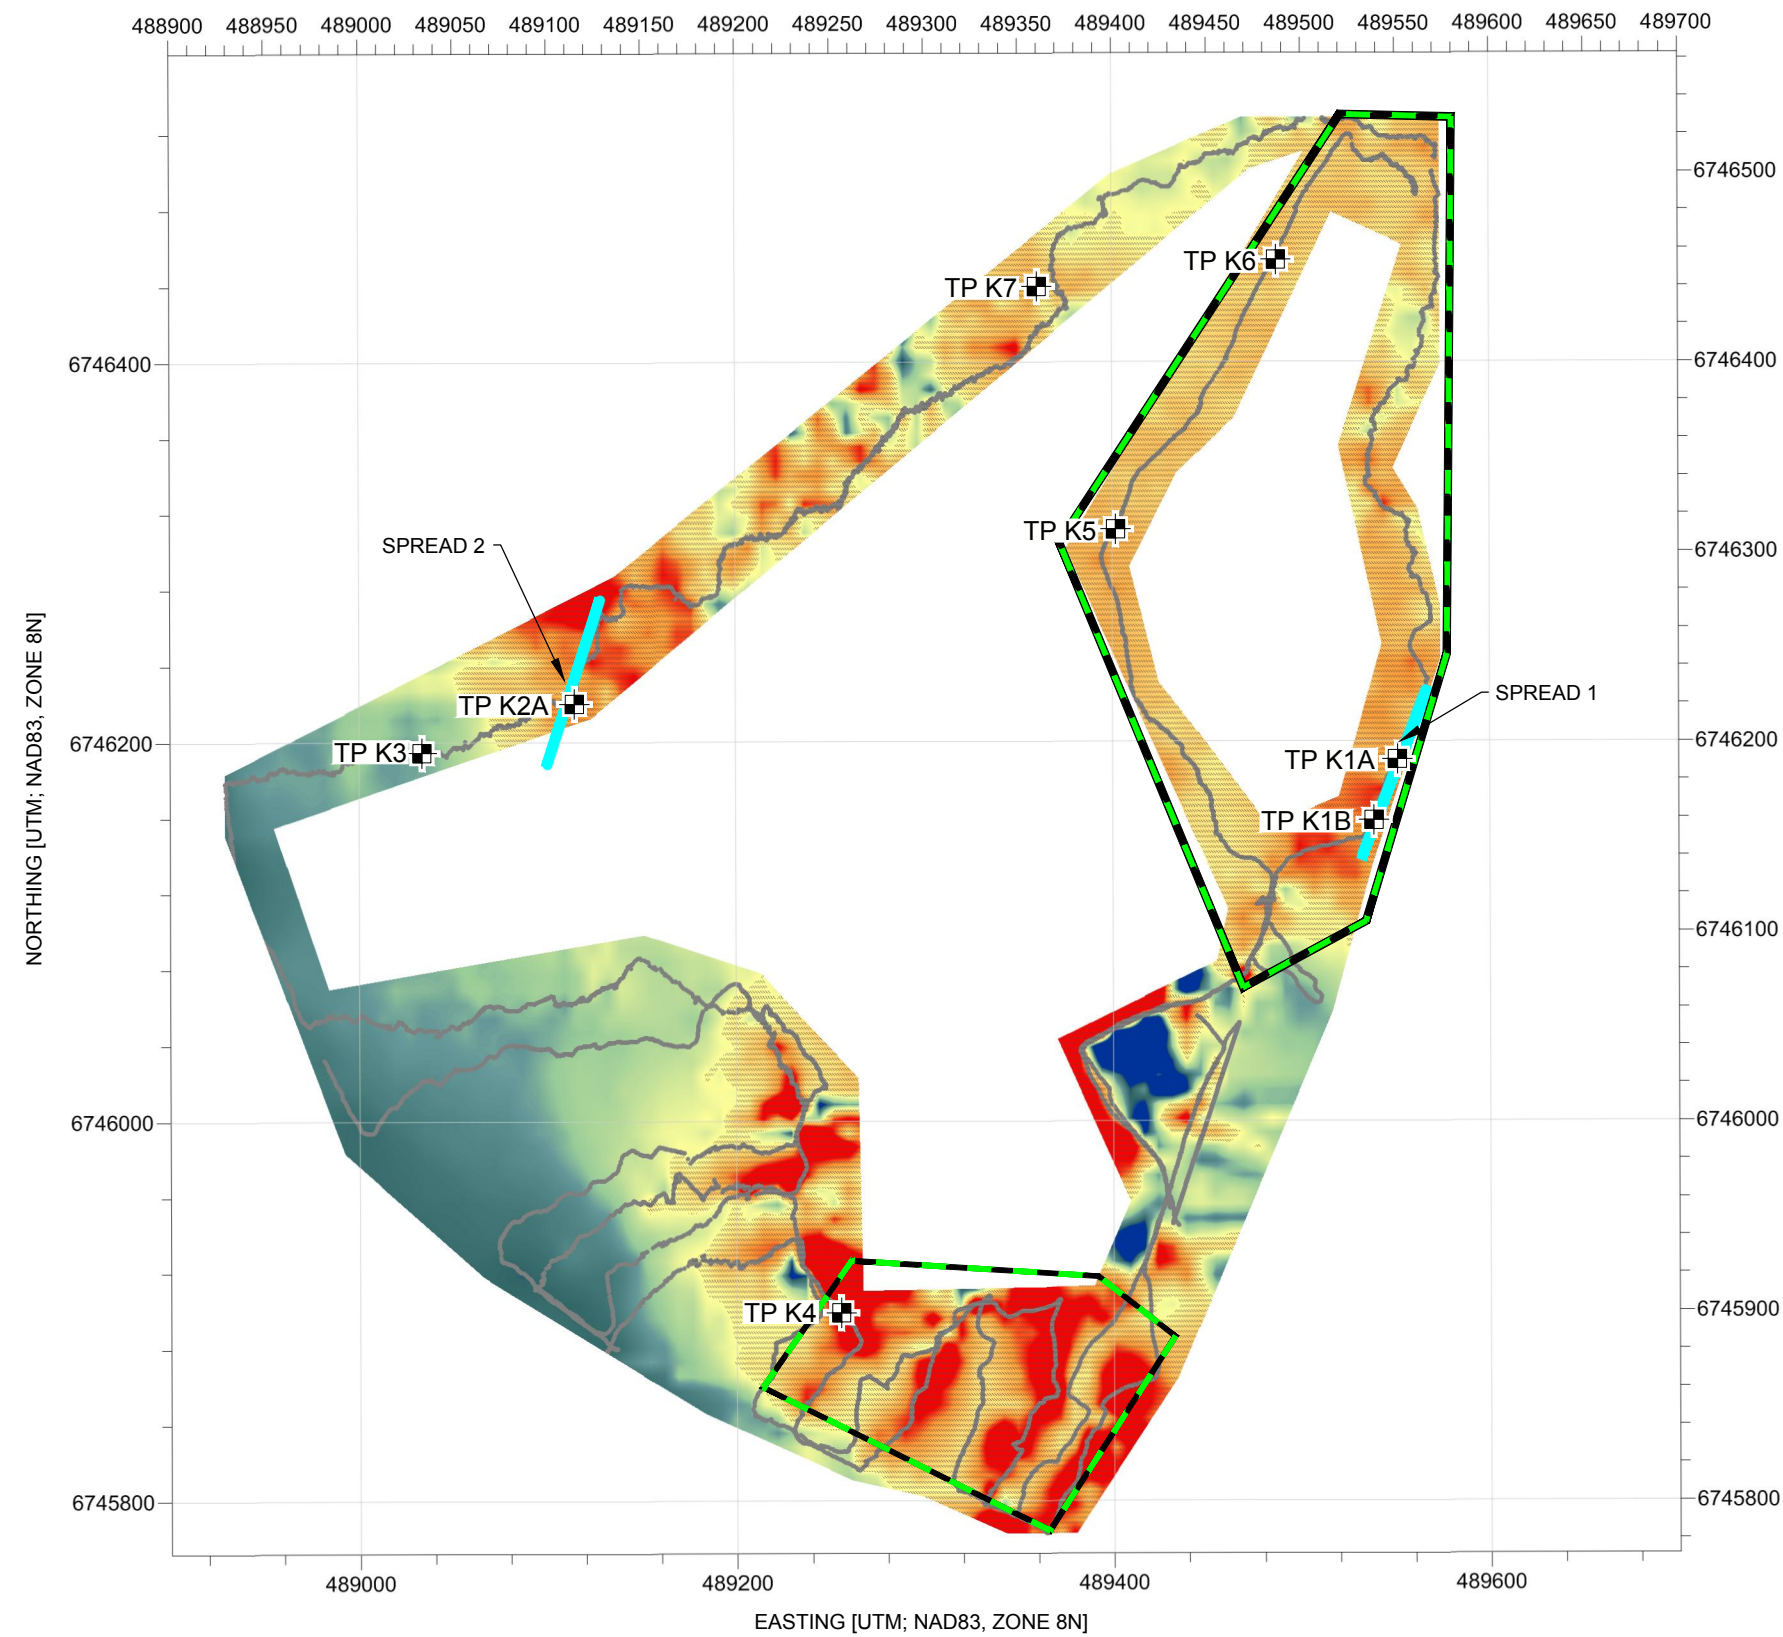 488900 488950 489000 489050 489100 489150 489200 489250 489300 489350 489400 489450 489500 489550 489600 489650 489700
6746500
TP K6
TP K7
6746400
6746400
TP K5
SPREAD 2
6746300
SPREAD 1
TP K2A
6746200
6746200
TP K3
TP K1A
TP K1B
NORTHING [UTM; NAD83, ZONE 8N]
6746100
6746000
6746000
TP K4
6745900
6745800
6745800
489000 489200 489400 489600
EASTING [UTM; NAD83, ZONE 8N]